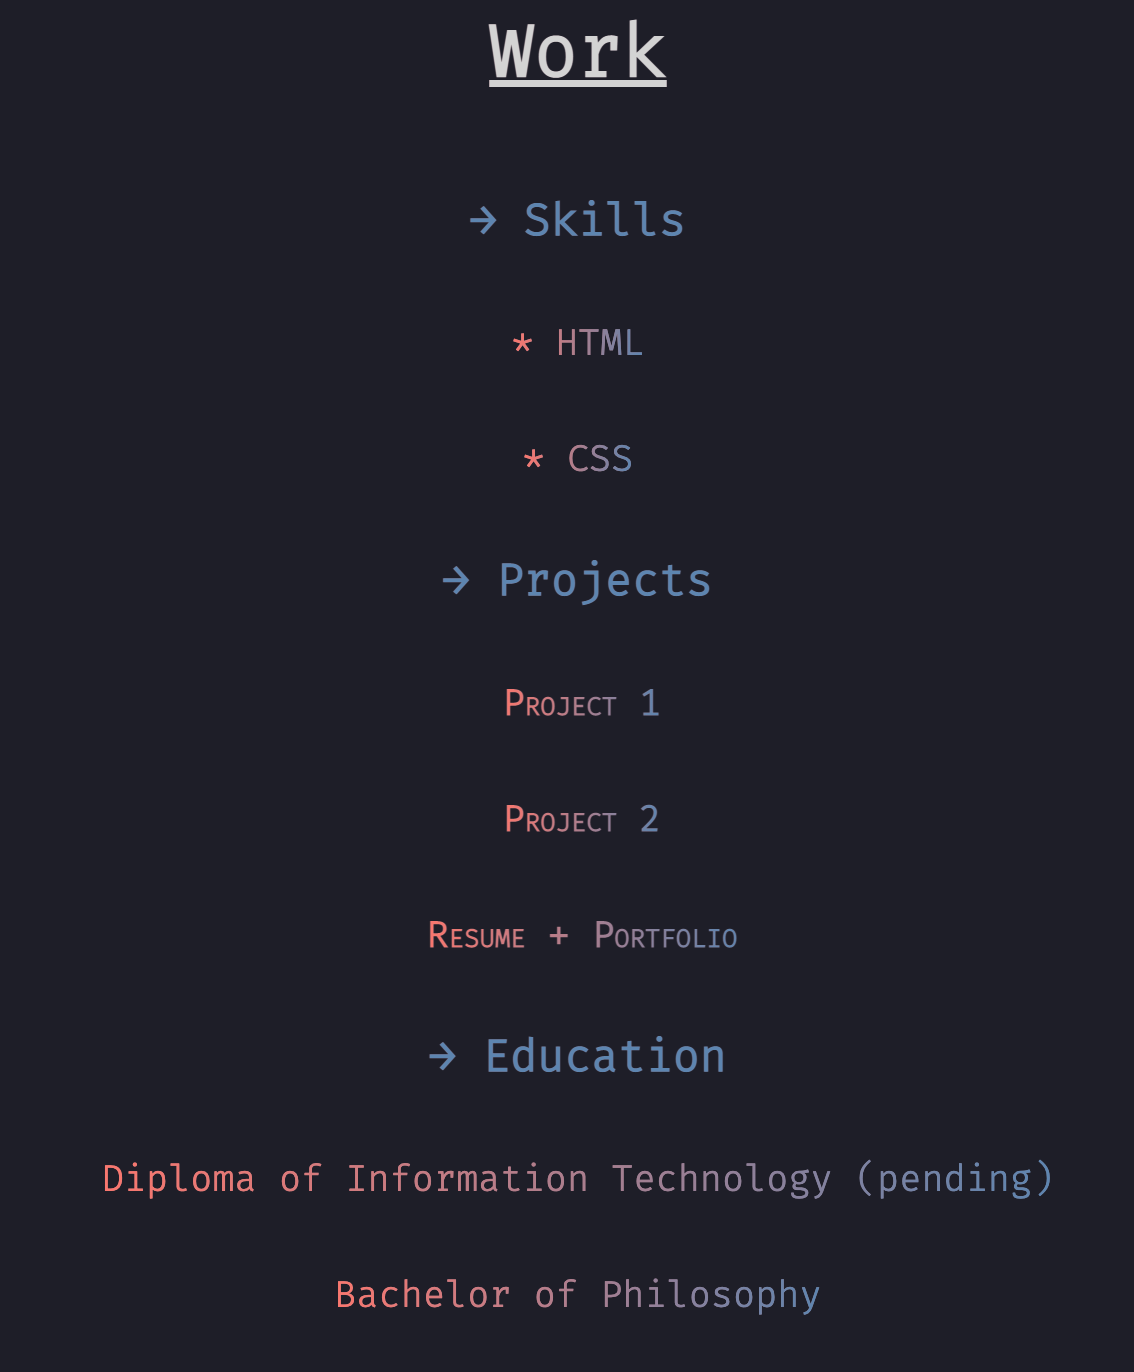 Work
→ Skills
* HTML
* CSS
→ Projects
Project 1
Project 2
Resume + Portfolio
→ Education
Diploma of Information Technology (pending)
Bachelor of Philosophy